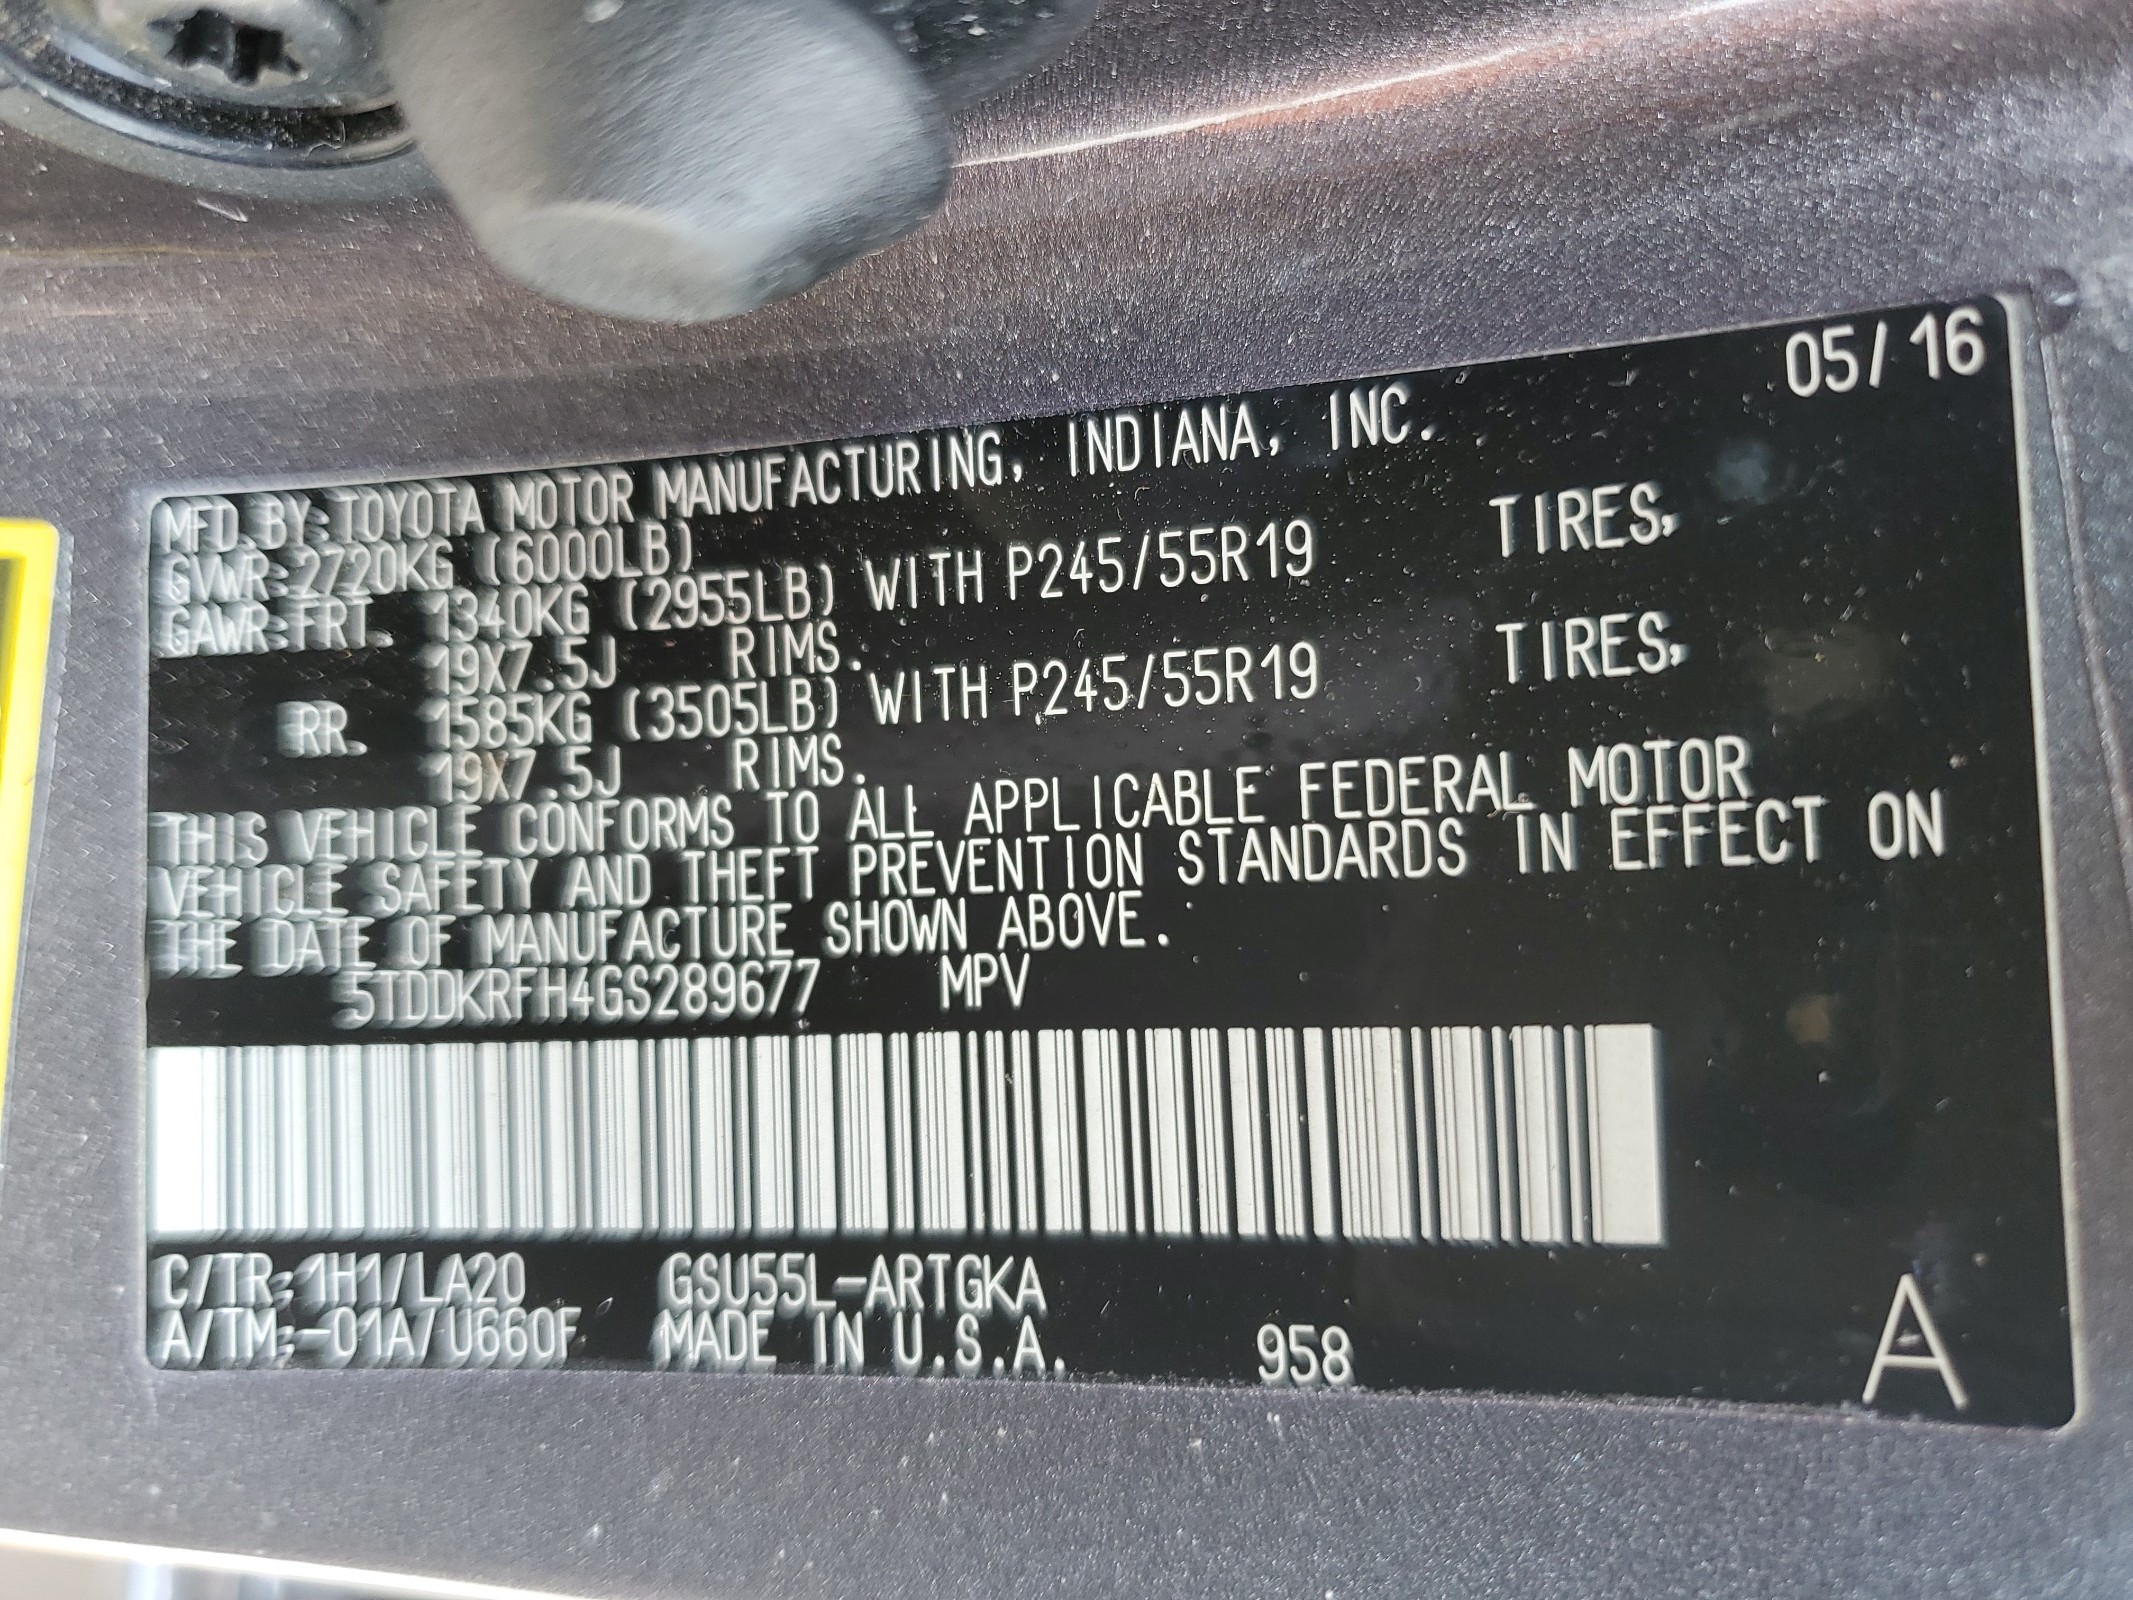 05/16
MFD. BY: TOYOTA MOTOR MANUFACTURING, INDIANA, INC.
GVWR: 2720KG (6000LB)
GAWR: FRT. 1340KG (2955LB) WITH P245/55R19 TIRES,
19X7.5J RIMS.
RR. 1585KG (3505LB) WITH P245/55R19 TIRES,
19X7.5J RIMS.
THIS VEHICLE CONFORMS TO ALL APPLICABLE FEDERAL MOTOR
VEHICLE SAFETY AND THEFT PREVENTION STANDARDS IN EFFECT ON
THE DATE OF MANUFACTURE SHOWN ABOVE.
5TDDKRFH4GS289677 MPV
C/TR: 1H1/LA20 GSU55L-ARTGKA
A/TM: -01A/U660F MADE IN U.S.A. 958
A